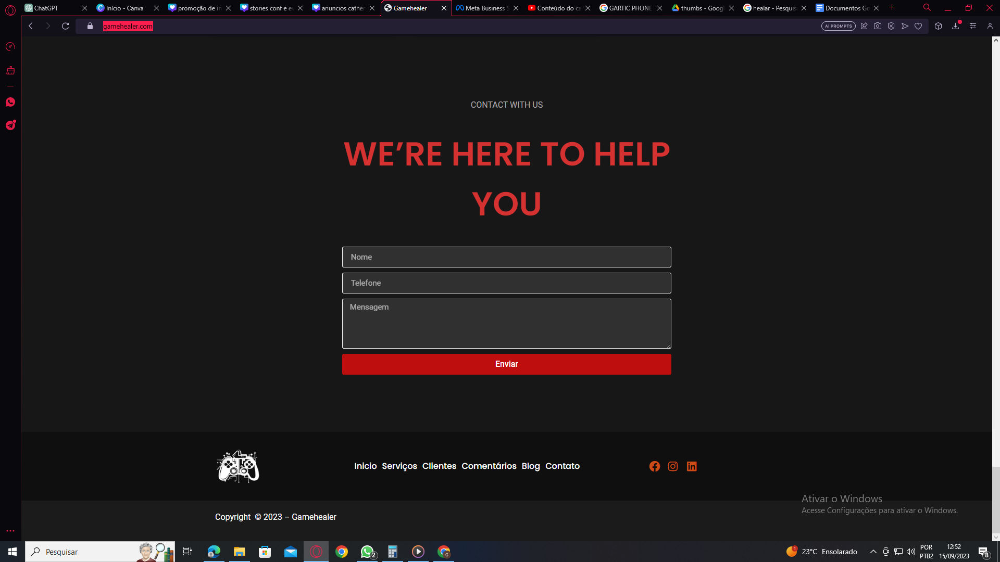 ChatGPT
Início - Canva
promoção de in
stories conf e ev
anuncios cather
Gamehealer
Meta Business S
Conteúdo do ca
GARTIC PHONE
thumbs - Googl
healar - Pesquis
Documentos Go
gamehealer.com
AI PROMPTS
CONTACT WITH US
WE’RE HERE TO HELP
YOU
Nome
Telefone
Mensagem
Enviar
Inicio Serviços Clientes Comentários Blog Contato
Ativar o Windows
Acesse Configurações para ativar o Windows.
Copyright © 2023 – Gamehealer
Pesquisar
2
G
1
23°C Ensolarado
POR
PTB2
12:52
15/09/2023
8